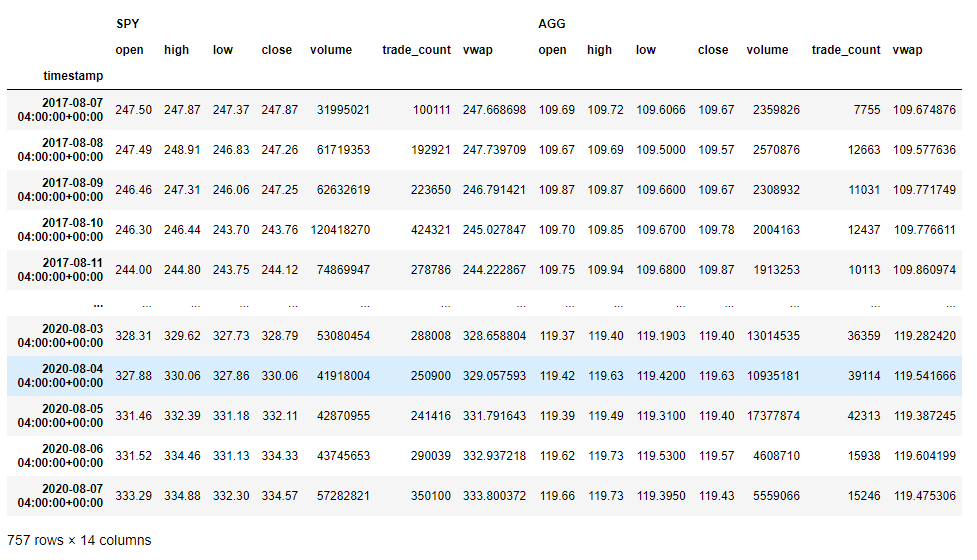 SPY AGG
open high low close volume trade_count vwap open high low close volume trade_count vwap
timestamp
2017-08-07
04:00:00+00:00 247.50 247.87 247.37 247.87 31995021 100111 247.668698 109.69 109.72 109.6066 109.67 2359826 7755 109.674876
2017-08-08
04:00:00+00:00 247.49 248.91 246.83 247.26 61719353 192921 247.739709 109.67 109.69 109.5000 109.57 2570876 12663 109.577636
2017-08-09
04:00:00+00:00 246.46 247.31 246.06 247.25 62632619 223650 246.791421 109.87 109.87 109.6600 109.67 2308932 11031 109.771749
2017-08-10
04:00:00+00:00 246.30 246.44 243.70 243.76 120418270 424321 245.027847 109.70 109.85 109.6700 109.78 2004163 12437 109.776611
2017-08-11
04:00:00+00:00 244.00 244.80 243.75 244.12 74869947 278786 244.222867 109.75 109.94 109.6800 109.87 1913253 10113 109.860974
... ... ... ... ... ... ... ... ... ... ... ... ... ... ...
2020-08-03
04:00:00+00:00 328.31 329.62 327.73 328.79 53080454 288008 328.658804 119.37 119.40 119.1903 119.40 13014535 36359 119.282420
2020-08-04
04:00:00+00:00 327.88 330.06 327.86 330.06 41918004 250900 329.057593 119.42 119.63 119.4200 119.63 10935181 39114 119.541666
2020-08-05
04:00:00+00:00 331.46 332.39 331.18 332.11 42870955 241416 331.791643 119.39 119.49 119.3100 119.40 17377874 42313 119.387245
2020-08-06
04:00:00+00:00 331.52 334.46 331.13 334.33 43745653 290039 332.937218 119.62 119.73 119.5300 119.57 4608710 15938 119.604199
2020-08-07
04:00:00+00:00 333.29 334.88 332.30 334.57 57282821 350100 333.800372 119.66 119.73 119.3950 119.43 5559066 15246 119.475306
757 rows × 14 columns